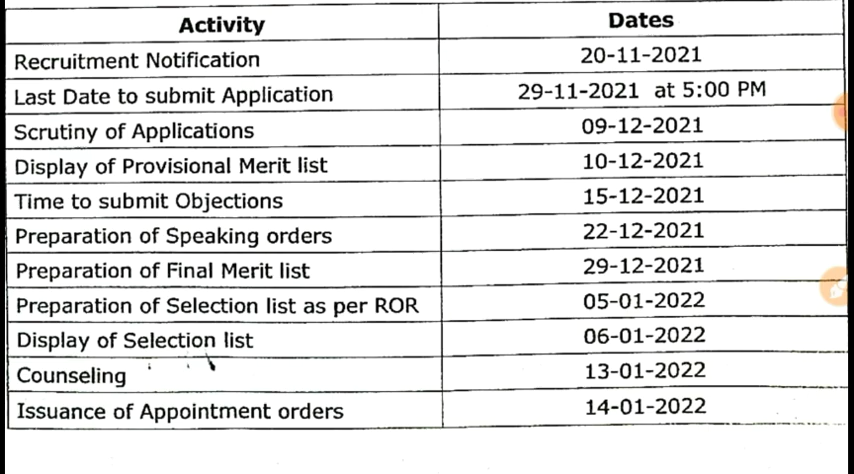 Activity Dates
Recruitment Notification 20-11-2021
Last Date to submit Application 29-11-2021 at 5:00 PM
Scrutiny of Applications 09-12-2021
Display of Provisional Merit list 10-12-2021
Time to submit Objections 15-12-2021
Preparation of Speaking orders 22-12-2021
Preparation of Final Merit list 29-12-2021
Preparation of Selection list as per ROR 05-01-2022
Display of Selection list 06-01-2022
Counseling 13-01-2022
Issuance of Appointment orders 14-01-2022